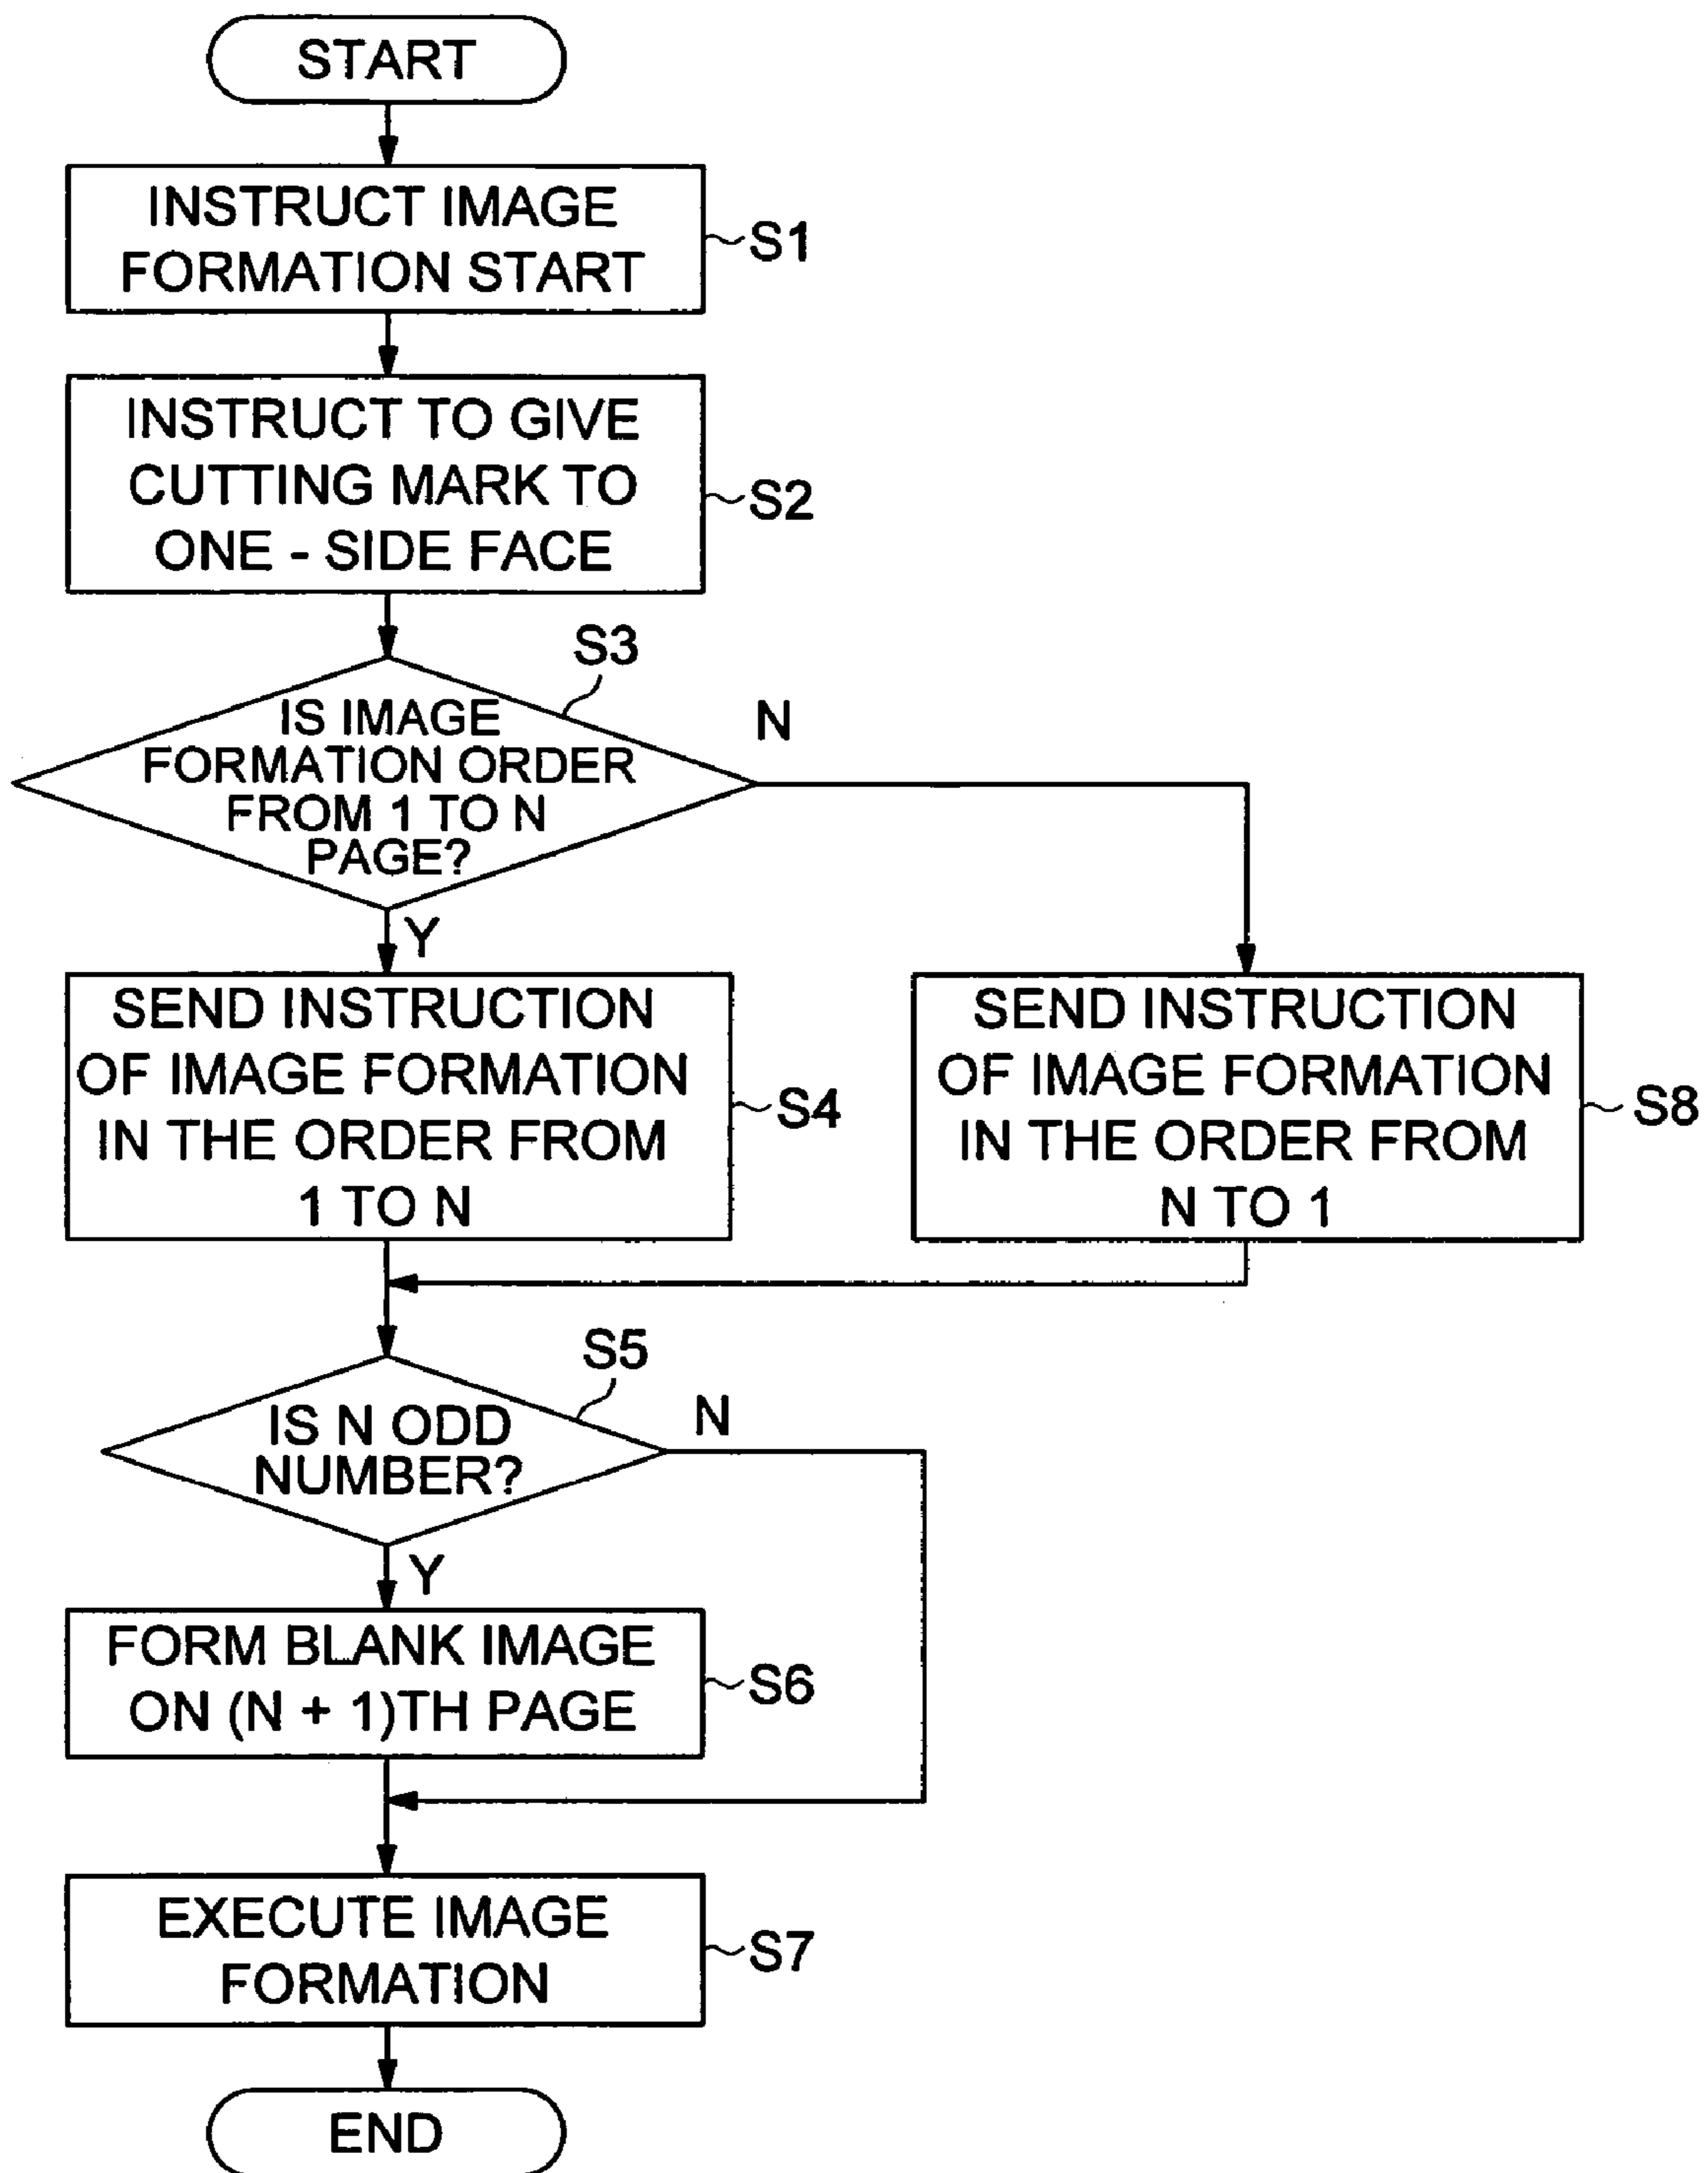 START
INSTRUCT IMAGE
FORMATION START
S1
INSTRUCT TO GIVE
CUTTING MARK TO
ONE - SIDE FACE
S2
S3
IS IMAGE
FORMATION ORDER
FROM 1 TO N
PAGE?
N
Y
SEND INSTRUCTION
OF IMAGE FORMATION
IN THE ORDER FROM
1 TO N
S4
SEND INSTRUCTION
OF IMAGE FORMATION
IN THE ORDER FROM
N TO 1
S8
S5
IS N ODD
NUMBER?
N
Y
FORM BLANK IMAGE
ON (N + 1)TH PAGE
S6
EXECUTE IMAGE
FORMATION
S7
END